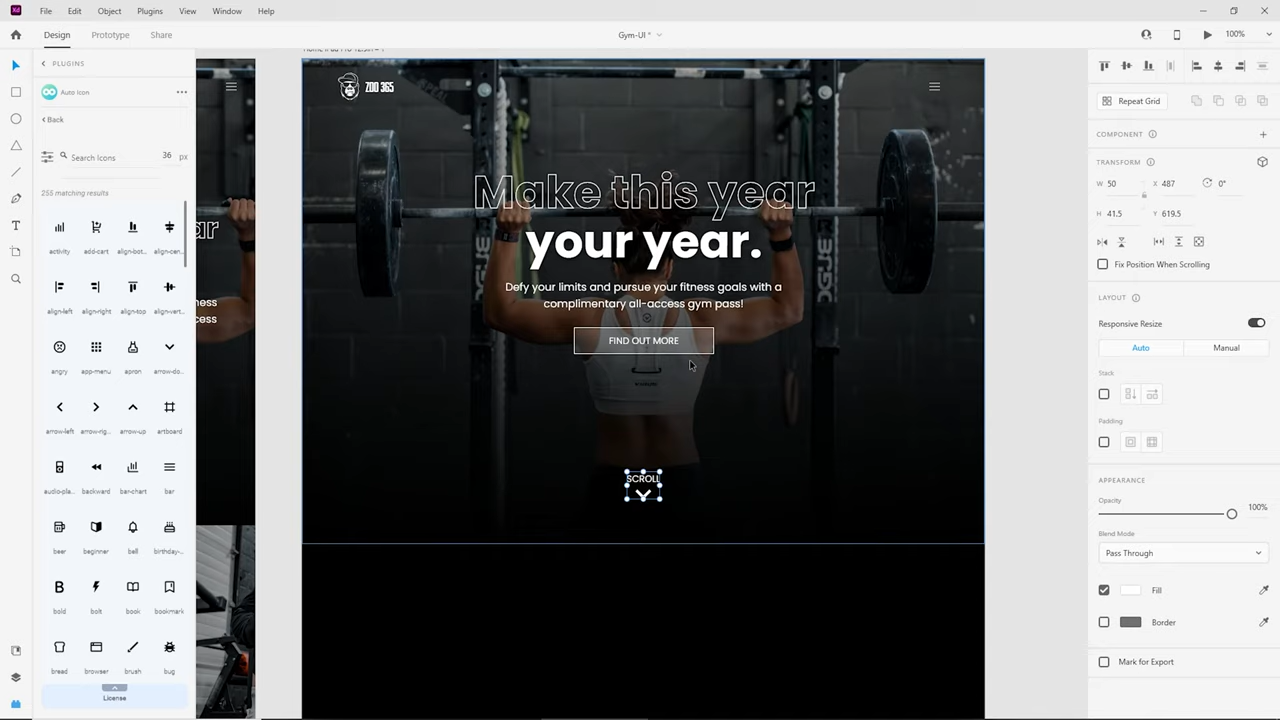 Xd
File Edit Object Plugins View Window Help
Design Prototype Share
Gym-UI *
100%
PLUGINS
Auto Icon
Back
Search Icons 36 px
255 matching results
activity add-cart align-bot... align-cen...
align-left align-right align-top align-vert...
angry app-menu apron arrow-do...
arrow-left arrow-rig... arrow-up artboard
audio-pla... backward bar-chart bar
beer beginner bell birthday-...
bold bolt book bookmark
bread browser brush bug
License
ar
ness
cess
ZOO 365
Make this year
your year.
Defy your limits and pursue your fitness goals with a
complimentary all-access gym pass!
FIND OUT MORE
SCROLL
Repeat Grid
COMPONENT
TRANSFORM
W 50 X 487 0°
H 41.5 Y 619.5
Fix Position When Scrolling
LAYOUT
Responsive Resize
Auto Manual
Stack
Padding
APPEARANCE
Opacity
100%
Blend Mode
Pass Through
Fill
Border
Mark for Export